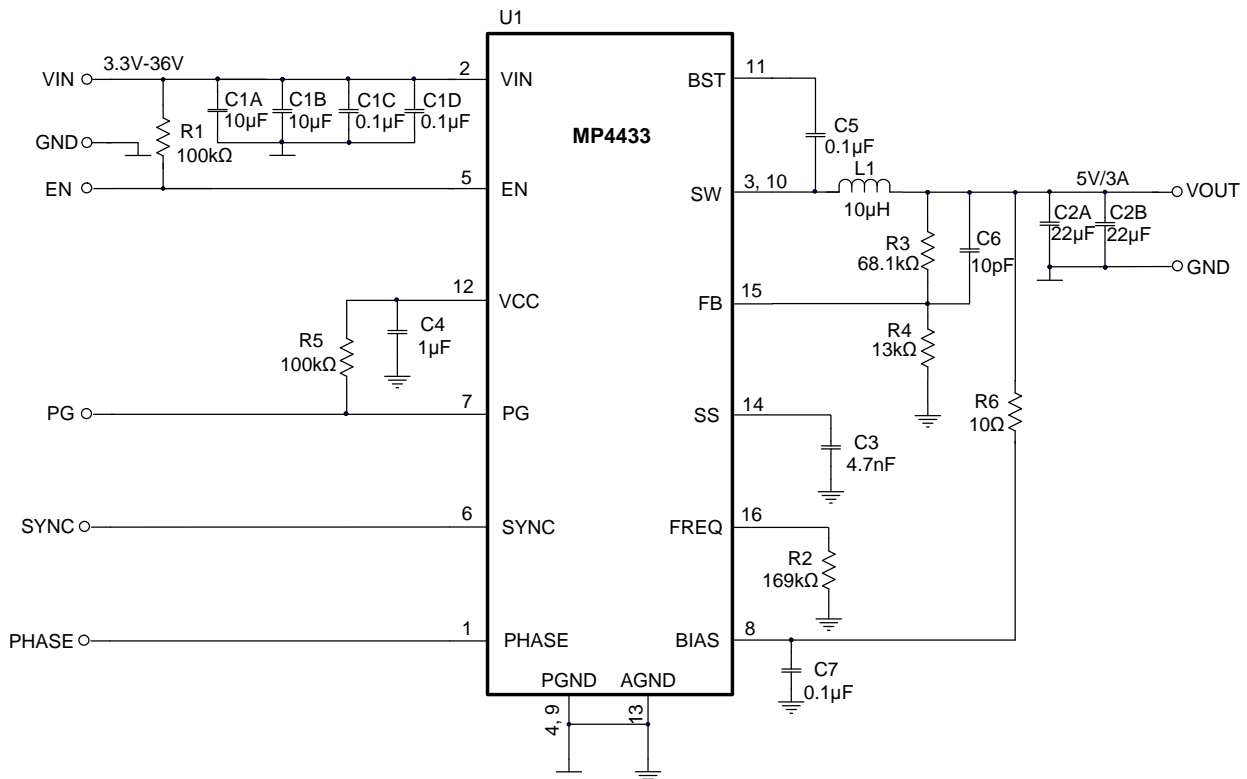 U1
VIN
3.3V-36V
2
VIN
C1A
10µF
C1B
10µF
C1C
0.1µF
C1D
0.1µF
R1
100kΩ
GND
EN
5
EN
MP4433
11
BST
C5
0.1µF
L1
10µH
3, 10
SW
5V/3A
VOUT
C2A
22µF
C2B
22µF
GND
R3
68.1kΩ
C6
10pF
15
FB
R4
13kΩ
12
VCC
C4
1µF
R5
100kΩ
PG
7
PG
14
SS
C3
4.7nF
R6
10Ω
SYNC
6
SYNC
16
FREQ
R2
169kΩ
PHASE
1
PHASE
8
BIAS
C7
0.1µF
PGND
AGND
4, 9
13